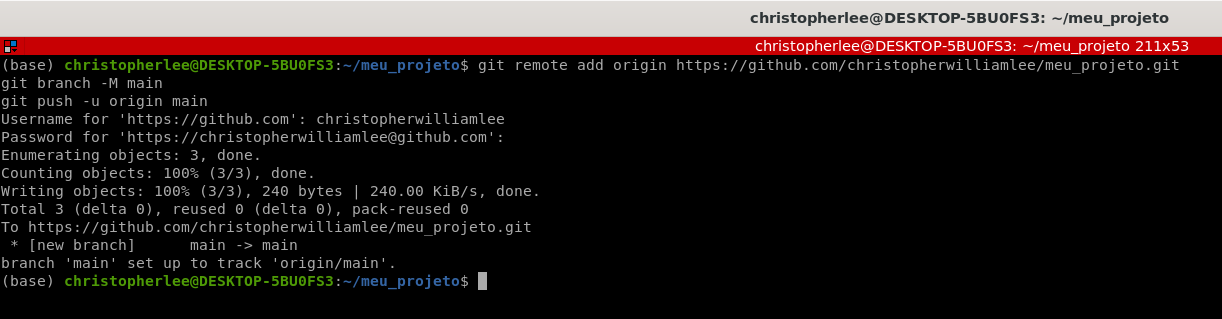 christopherlee@DESKTOP-5BU0FS3: ~/meu_projeto
christopherlee@DESKTOP-5BU0FS3: ~/meu_projeto 211x53
(base) christopherlee@DESKTOP-5BU0FS3:~/meu_projeto$ git remote add origin https://github.com/christopherwilliamlee/meu_projeto.git
git branch -M main
git push -u origin main
Username for 'https://github.com': christopherwilliamlee
Password for 'https://christopherwilliamlee@github.com':
Enumerating objects: 3, done.
Counting objects: 100% (3/3), done.
Writing objects: 100% (3/3), 240 bytes | 240.00 KiB/s, done.
Total 3 (delta 0), reused 0 (delta 0), pack-reused 0
To https://github.com/christopherwilliamlee/meu_projeto.git
 * [new branch]      main -> main
branch 'main' set up to track 'origin/main'.
(base) christopherlee@DESKTOP-5BU0FS3:~/meu_projeto$